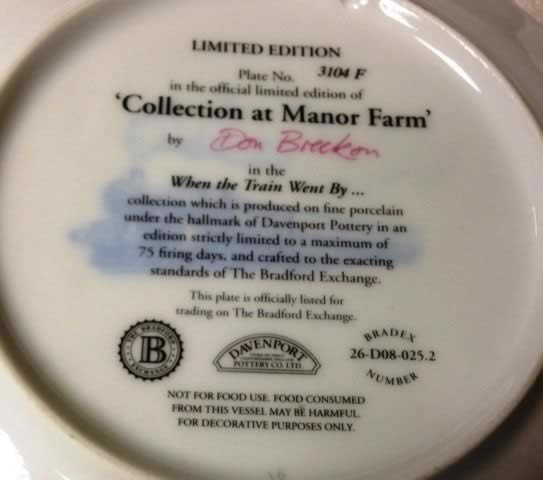 LIMITED EDITION
Plate No. 3104 F
in the official limited edition of
'Collection at Manor Farm'
by Don Breckon
in the
When the Train Went By ...
collection which is produced on fine porcelain
under the hallmark of Davenport Pottery in an
edition strictly limited to a maximum of
75 firing days, and crafted to the exacting
standards of The Bradford Exchange.
This plate is officially listed for
trading on The Bradford Exchange.
THE BRADFORD
B
EXCHANGE
DAVENPORT
POTTERY CO. LTD.
BRADEX
26-D08-025.2
NUMBER
NOT FOR FOOD USE. FOOD CONSUMED
FROM THIS VESSEL MAY BE HARMFUL.
FOR DECORATIVE PURPOSES ONLY.